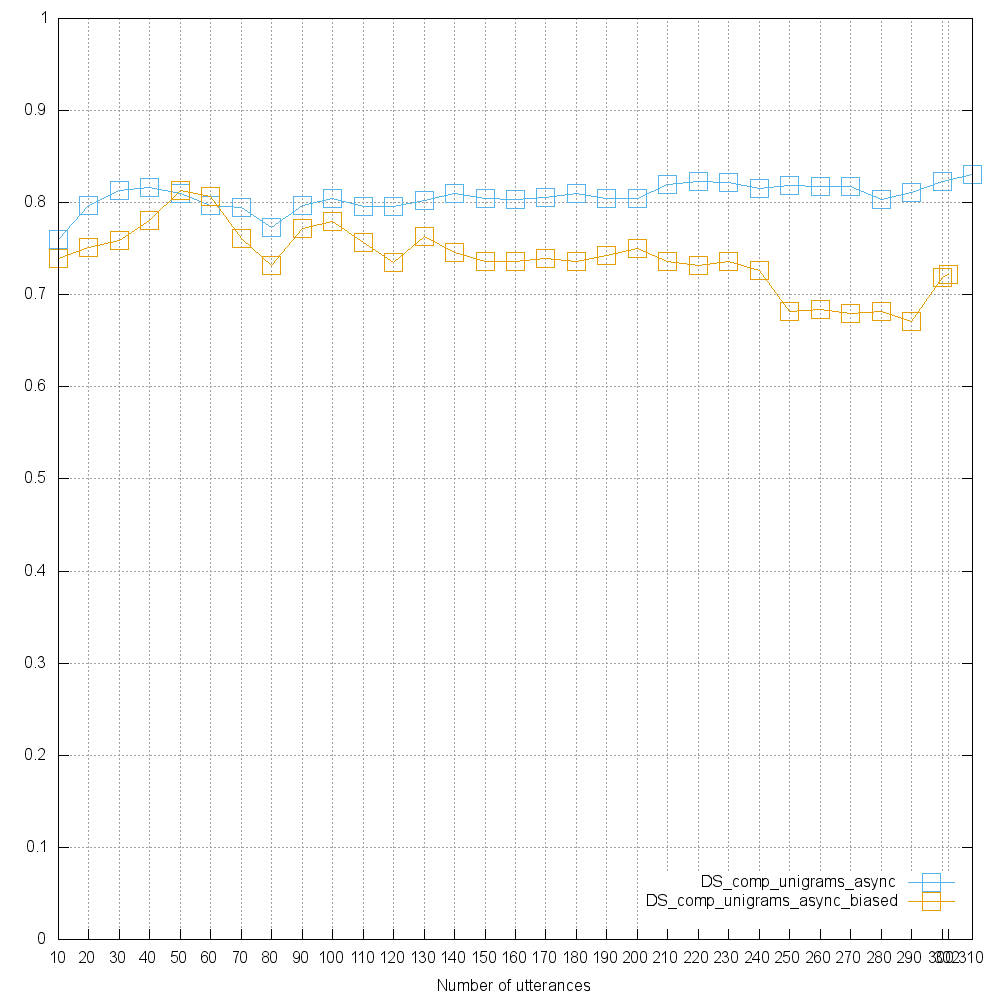 1
0.9
0.8
0.7
0.6
0.5
0.4
0.3
0.2
0.1
0
DS_comp_unigrams_async
DS_comp_unigrams_async_biased
10 20 30 40 50 60 70 80 90 100 110 120 130 140 150 160 170 180 190 200 210 220 230 240 250 260 270 280 290 300 302 310
Number of utterances